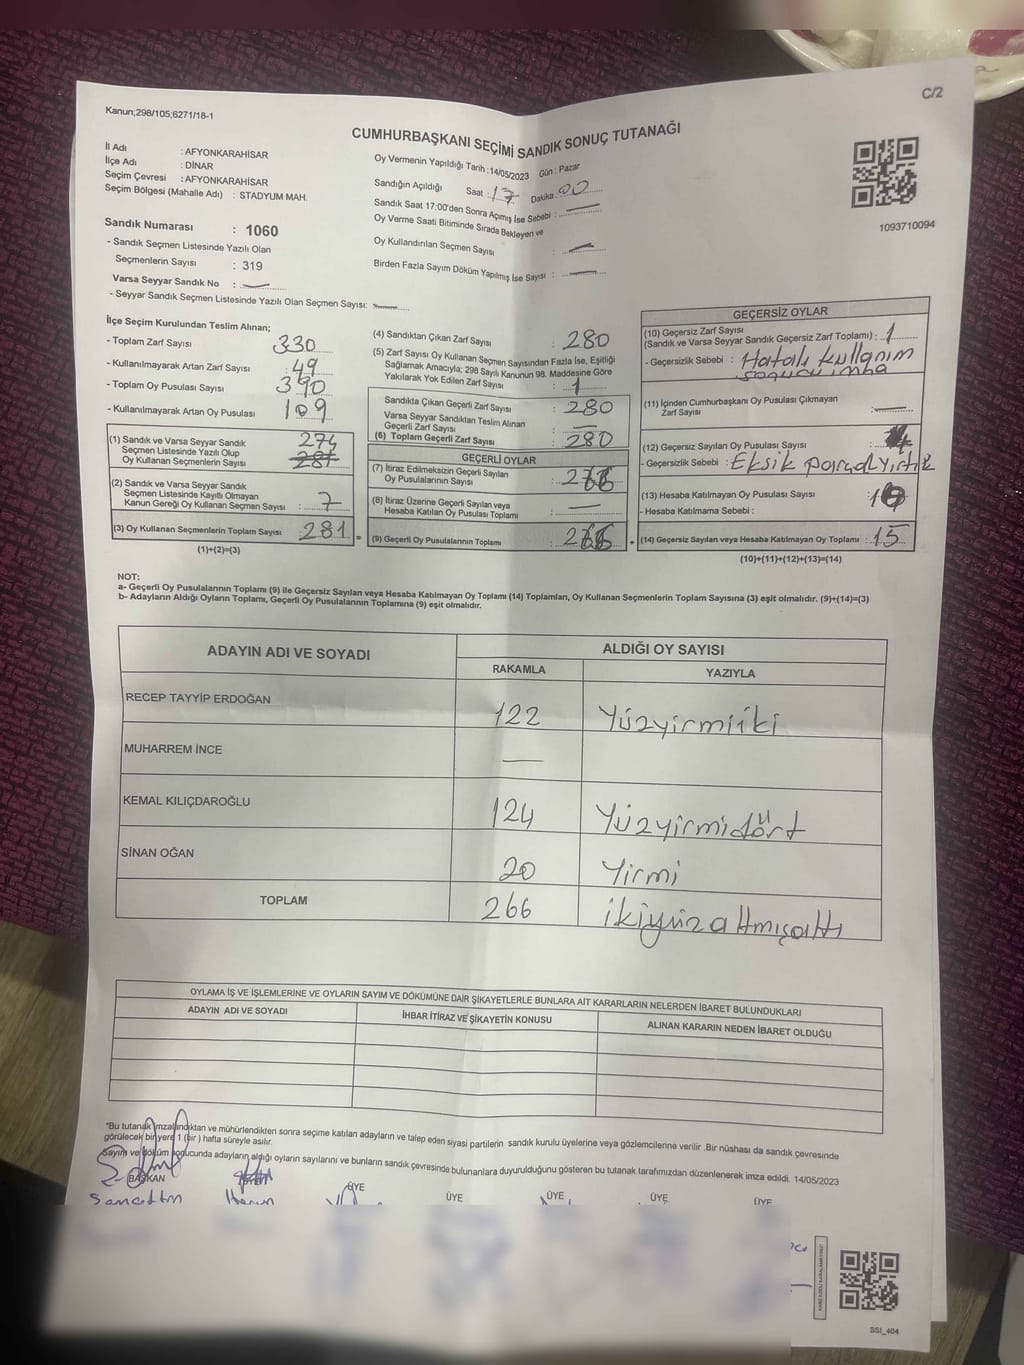 C/2
Kanun;298/105;6271/18-1
CUMHURBAŞKANI SEÇİMİ SANDIK SONUÇ TUTANAĞI
İl Adı : AFYONKARAHİSAR
İlçe Adı : DİNAR
Seçim Çevresi : AFYONKARAHİSAR
Seçim Bölgesi (Mahalle Adı) : STADYUM MAH.
Oy Vermenin Yapıldığı Tarih :14/05/2023 Gün : Pazar
Sandığın Açıldığı Saat : 17 Dakika : 00
Sandık Saat 17:00'den Sonra Açımış İse Sebebi : —
Oy Verme Saati Bitiminde Sırada Bekleyen ve
Oy Kullandırılan Seçmen Sayısı : —
Birden Fazla Sayım Döküm Yapılmış İse Sayısı : —
1093710094
Sandık Numarası : 1060
- Sandık Seçmen Listesinde Yazılı Olan
Seçmenlerin Sayısı : 319
Varsa Seyyar Sandık No : —
- Seyyar Sandık Seçmen Listesinde Yazılı Olan Seçmen Sayısı: —
İlçe Seçim Kurulundan Teslim Alınan;
- Toplam Zarf Sayısı : 330
- Kullanılmayarak Artan Zarf Sayısı : 49
- Toplam Oy Pusulası Sayısı : 390
- Kullanılmayarak Artan Oy Pusulası : 109
(1) Sandık ve Varsa Seyyar Sandık
Seçmen Listesinde Yazılı Olup
Oy Kullanan Seçmenlerin Sayısı 274 281
(2) Sandık ve Varsa Seyyar Sandık
Seçmen Listesinde Kayıtlı Olmayan
Kanun Gereği Oy Kullanan Seçmen Sayısı : 7
(3) Oy Kullanan Seçmenlerin Toplam Sayısı : 281 =
(1)+(2)=(3)
(4) Sandıktan Çıkan Zarf Sayısı : 280
(5) Zarf Sayısı Oy Kullanan Seçmen Sayısından Fazla İse, Eşitliği
Sağlamak Amacıyla; 298 Sayılı Kanunun 98. Maddesine Göre
Yakılarak Yok Edilen Zarf Sayısı : 1
Sandıkta Çıkan Geçerli Zarf Sayısı : 280
Varsa Seyyar Sandıktan Teslim Alınan
Geçerli Zarf Sayısı : —
(6) Toplam Geçerli Zarf Sayısı : 280
GEÇERLİ OYLAR
(7) İtiraz Edilmeksizin Geçerli Sayılan
Oy Pusulalarının Sayısı :
(8) İtiraz Üzerine Geçerli Sayılan veya
Hesaba Katılan Oy Pusulası Toplamı : —
(9) Geçerli Oy Pusulalarının Toplamı : +
GEÇERSİZ OYLAR
(10) Geçersiz Zarf Sayısı
(Sandık ve Varsa Seyyar Sandık Geçersiz Zarf Toplamı) : 1
- Geçersizlik Sebebi : Hatalı kullanım
sonucu imha
(11) İçinden Cumhurbaşkanı Oy Pusulası Çıkmayan
Zarf Sayısı : —
(12) Geçersiz Sayılan Oy Pusulası Sayısı :
- Geçersizlik Sebebi : Eksik
(13) Hesaba Katılmayan Oy Pusulası Sayısı :
- Hesaba Katılmama Sebebi :
(14) Geçersiz Sayılan veya Hesaba Katılmayan Oy Toplamı : 15
(10)+(11)+(12)+(13)=(14)
NOT:
a- Geçerli Oy Pusulalarının Toplamı (9) ile Geçersiz Sayılan veya Hesaba Katılmayan Oy Toplamı (14) Toplamları, Oy Kullanan Seçmenlerin Toplam Sayısına (3) eşit olmalıdır. (9)+(14)=(3)
b- Adayların Aldığı Oyların Toplamı, Geçerli Oy Pusulalarının Toplamına (9) eşit olmalıdır.
ADAYIN ADI VE SOYADI ALDIĞI OY SAYISI
RAKAMLA YAZIYLA
RECEP TAYYİP ERDOĞAN 122 Yüzyirmiiki
MUHARREM İNCE —
KEMAL KILIÇDAROĞLU 124 Yüzyirmidört
SİNAN OĞAN 20 Yirmi
TOPLAM 266 ikiyüzaltmışaltı
OYLAMA İŞ VE İŞLEMLERİNE VE OYLARIN SAYIM VE DÖKÜMÜNE DAİR ŞİKAYETLERLE BUNLARA AİT KARARLARIN NELERDEN İBARET BULUNDUKLARI
ADAYIN ADI VE SOYADI İHBAR İTİRAZ VE ŞİKAYETİN KONUSU ALINAN KARARIN NEDEN İBARET OLDUĞU
"Bu tutanak imzalandıktan ve mühürlendikten sonra seçime katılan adayların ve talep eden siyasi partilerin sandık kurulu üyelerine veya gözlemcilerine verilir .Bir nüshası da sandık çevresinde
görülecek bir yere 1 (bir ) hafta süreyle asılır.
Sayım ve döküm sonucunda adayların aldığı oyların sayılarını ve bunların sandık çevresinde bulunanlara duyurulduğunu gösteren bu tutanak tarafımızdan düzenlenerek imza edildi. 14/05/2023
BAŞKAN ÜYE ÜYE ÜYE ÜYE ÜYE
SSI_404